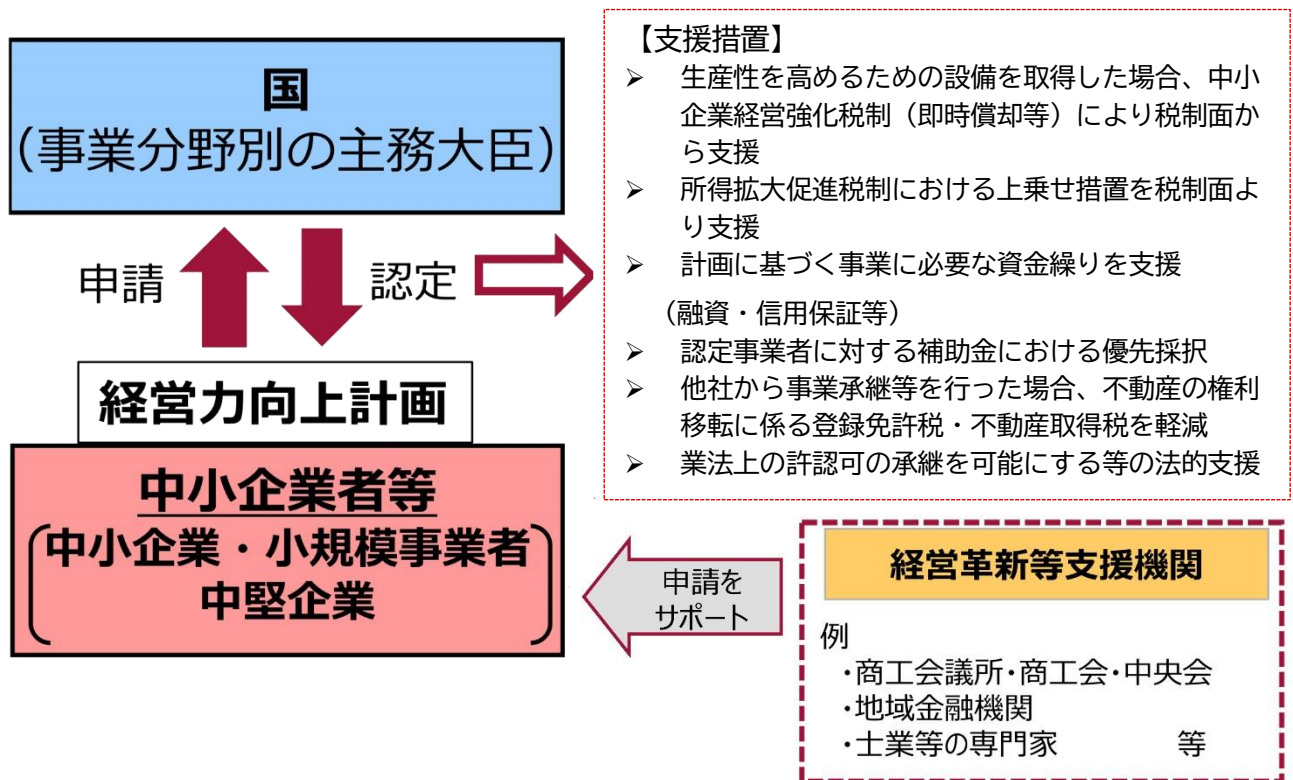 国
（事業分野別の主務大臣）
申請
認定
経営力向上計画
中小企業者等
中小企業・小規模事業者
中堅企業
【支援措置】
➢ 生産性を高めるための設備を取得した場合、中小
企業経営強化税制（即時償却等）により税制面か
ら支援
➢ 所得拡大促進税制における上乗せ措置を税制面よ
り支援
➢ 計画に基づく事業に必要な資金繰りを支援
（融資・信用保証等）
➢ 認定事業者に対する補助金における優先採択
➢ 他社から事業承継等を行った場合、不動産の権利
移転に係る登録免許税・不動産取得税を軽減
➢ 業法上の許認可の承継を可能にする等の法的支援
申請を
サポート
経営革新等支援機関
例
・商工会議所・商工会・中央会
・地域金融機関
・士業等の専門家　　　　等